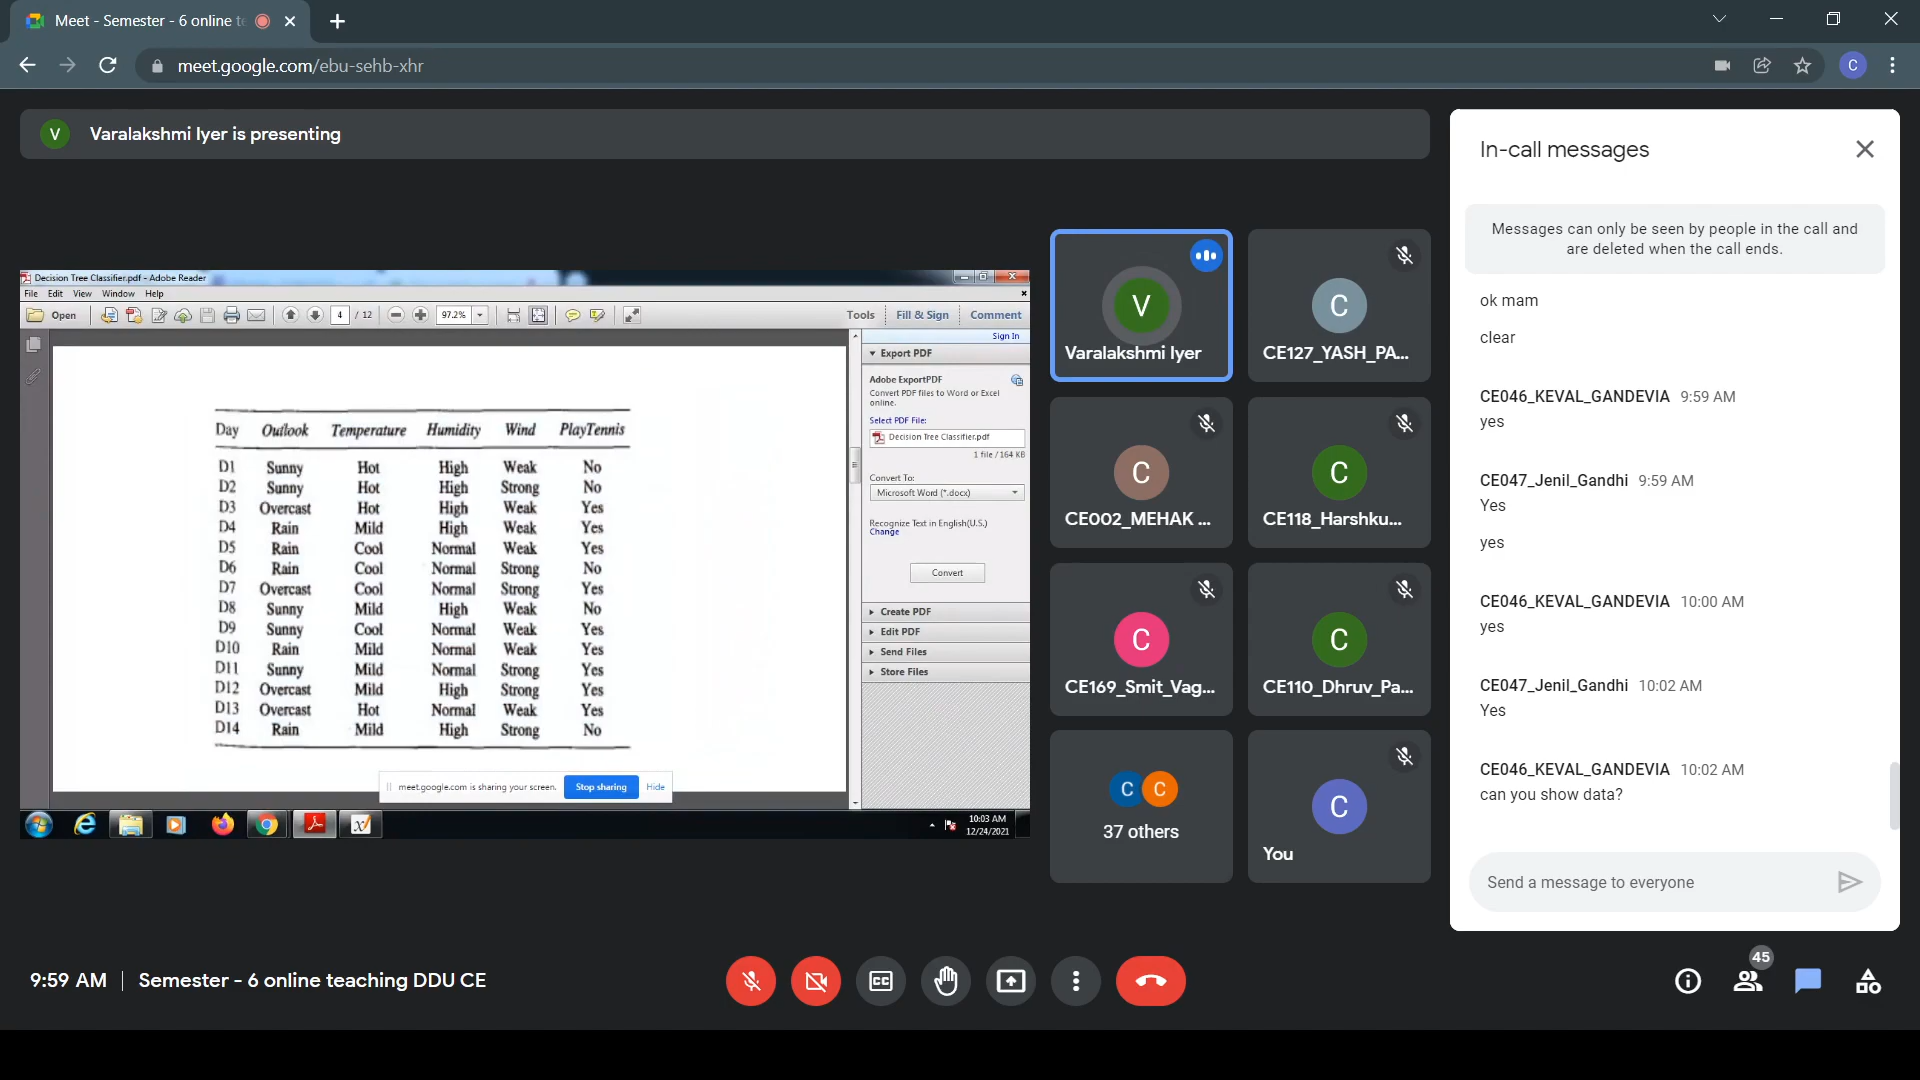 Meet - Semester - 6 online te
meet.google.com/ebu-sehb-xhr
C
V Varalakshmi Iyer is presenting
Decision Tree Classifier.pdf - Adobe Reader
File Edit View Window Help
Open 4 / 12 97.2% Tools Fill & Sign Comment
Sign In
Export PDF
Adobe ExportPDF
Convert PDF files to Word or Excel
online.
Select PDF File:
Decision Tree Classifier.pdf
1 file / 164 KB
Convert To:
Microsoft Word (*.docx)
Recognize Text in English(U.S.)
Change
Convert
Create PDF
Edit PDF
Send Files
Store Files
Day Outlook Temperature Humidity Wind PlayTennis
D1 Sunny Hot High Weak No
D2 Sunny Hot High Strong No
D3 Overcast Hot High Weak Yes
D4 Rain Mild High Weak Yes
D5 Rain Cool Normal Weak Yes
D6 Rain Cool Normal Strong No
D7 Overcast Cool Normal Strong Yes
D8 Sunny Mild High Weak No
D9 Sunny Cool Normal Weak Yes
D10 Rain Mild Normal Weak Yes
D11 Sunny Mild Normal Strong Yes
D12 Overcast Mild High Strong Yes
D13 Overcast Hot Normal Weak Yes
D14 Rain Mild High Strong No
meet.google.com is sharing your screen. Stop sharing Hide
10:03 AM
12/24/2021
V
Varalakshmi Iyer
C
CE127_YASH_PA...
C
CE002_MEHAK ...
C
CE118_Harshku...
C
CE169_Smit_Vag...
C
CE110_Dhruv_Pa...
C C
37 others
C
You
In-call messages
Messages can only be seen by people in the call and
are deleted when the call ends.
ok mam
clear
CE046_KEVAL_GANDEVIA 9:59 AM
yes
CE047_Jenil_Gandhi 9:59 AM
Yes
yes
CE046_KEVAL_GANDEVIA 10:00 AM
yes
CE047_Jenil_Gandhi 10:02 AM
Yes
CE046_KEVAL_GANDEVIA 10:02 AM
can you show data?
Send a message to everyone
9:59 AM | Semester - 6 online teaching DDU CE
45